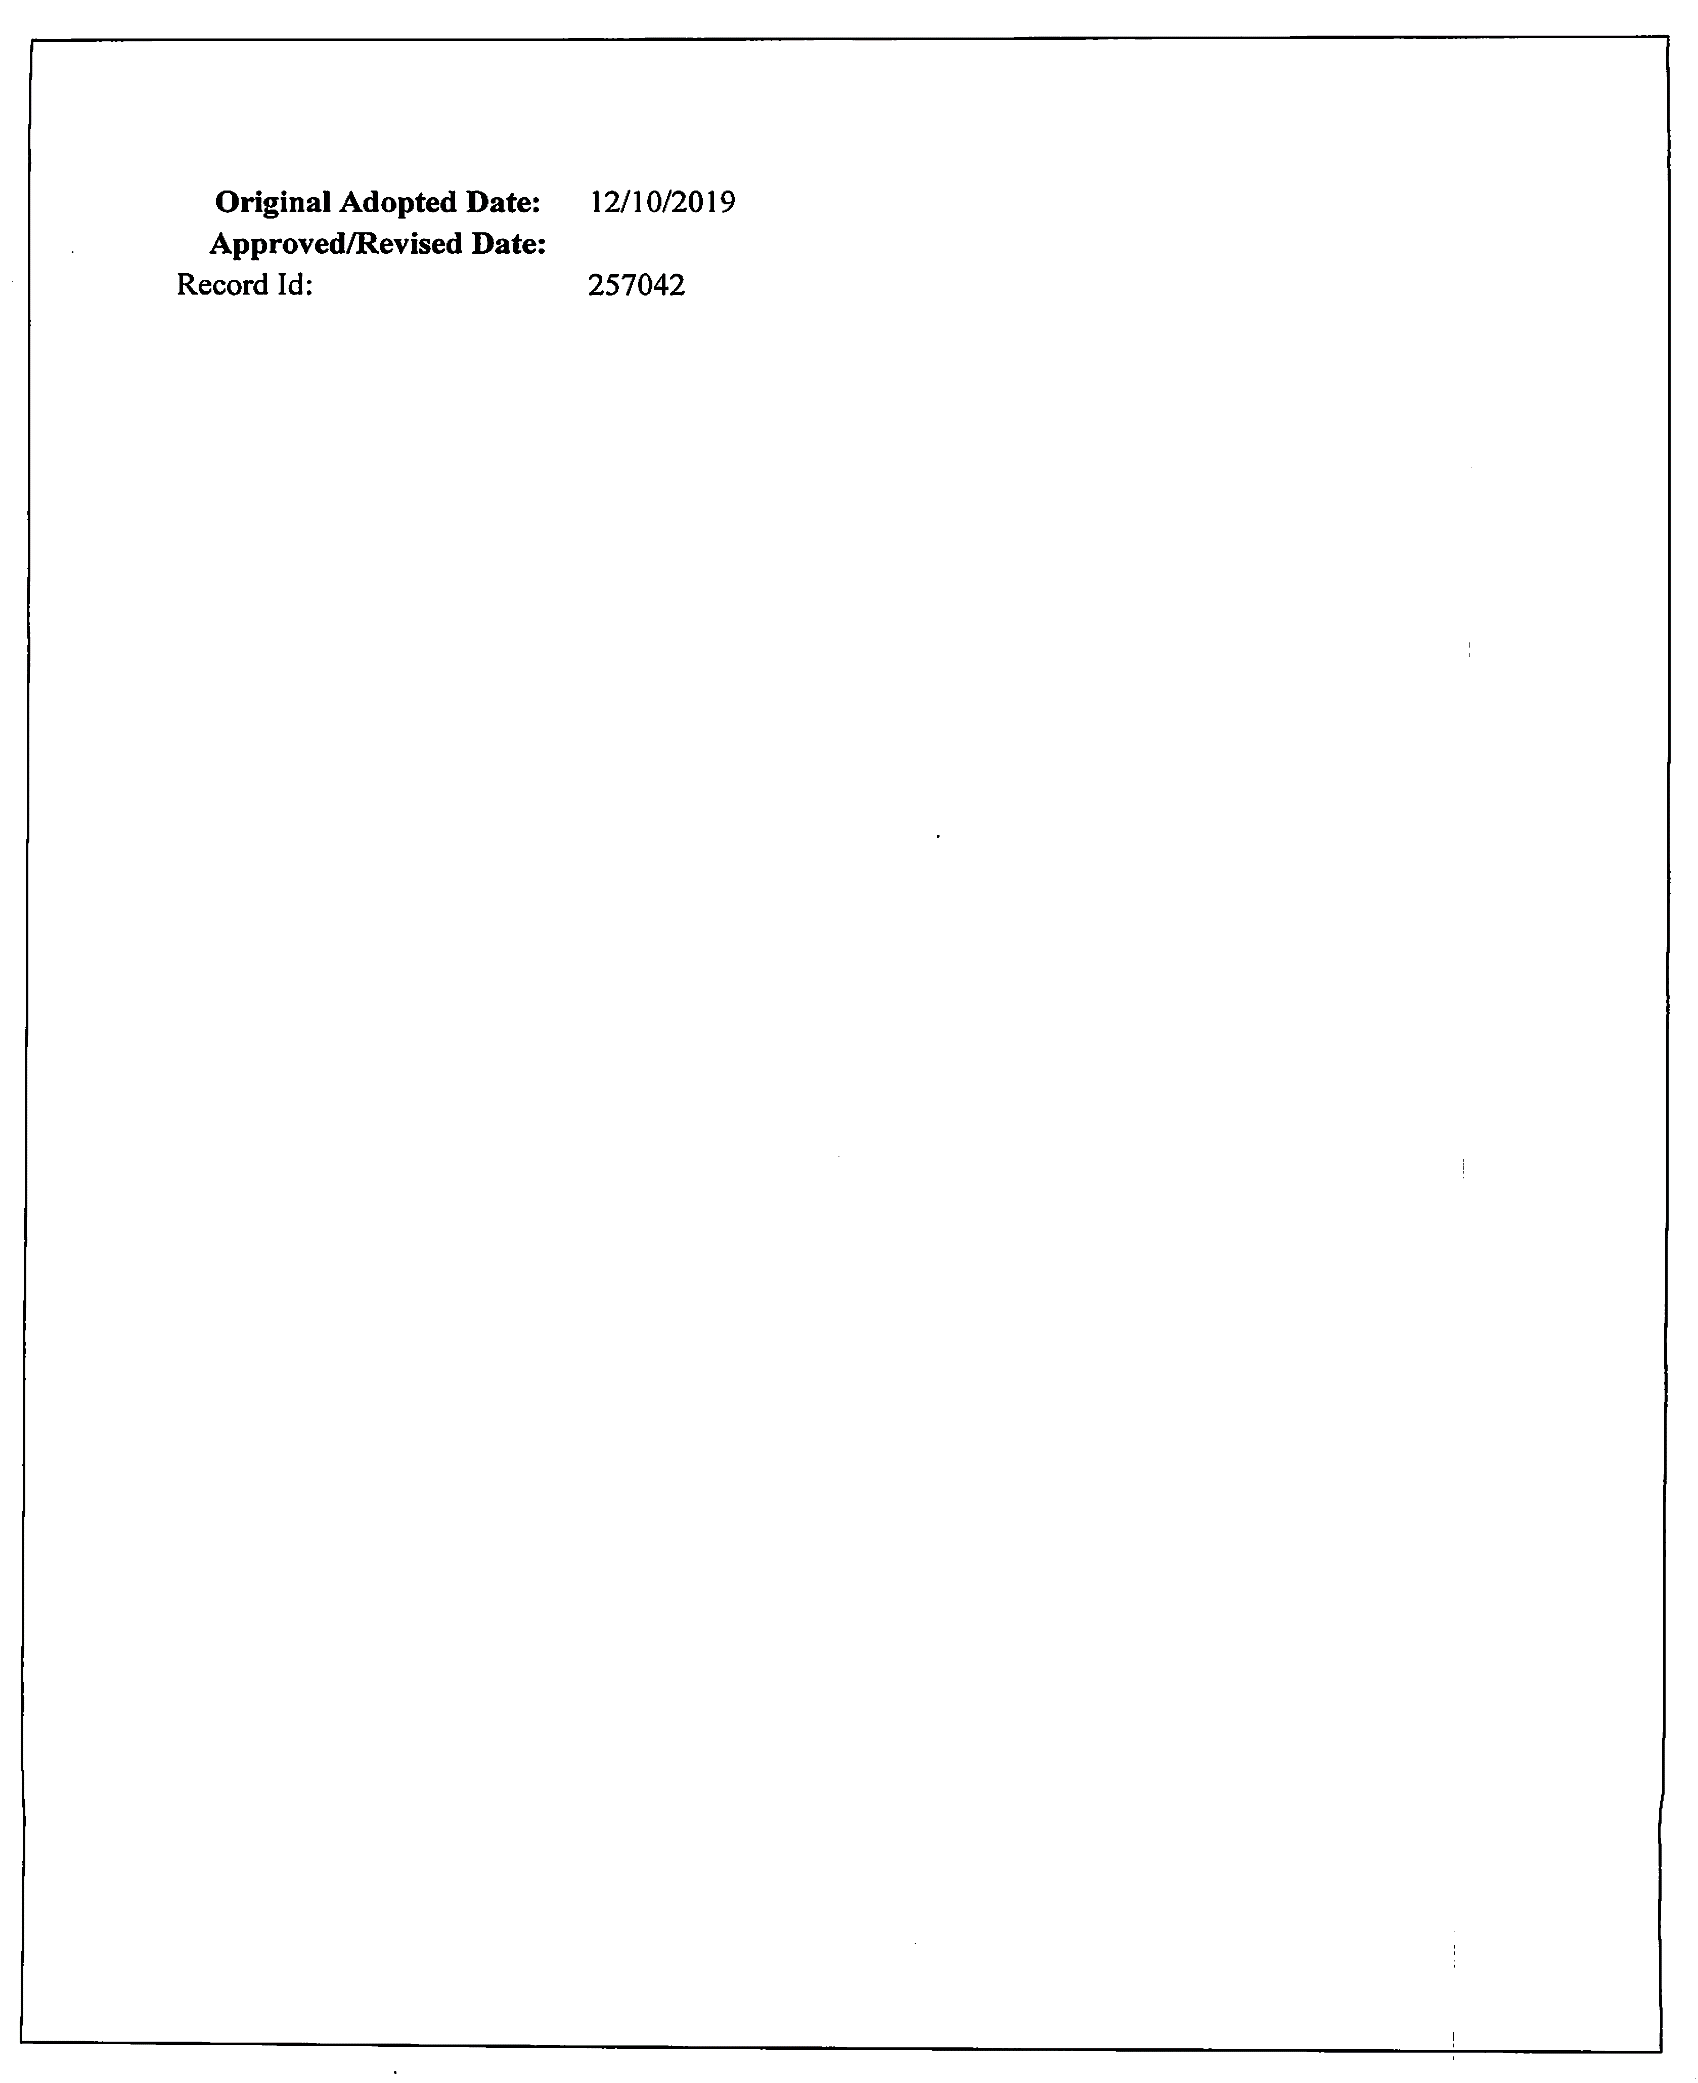 Original Adopted Date: 12/10/2019
Approved/Revised Date:
Record Id: 257042